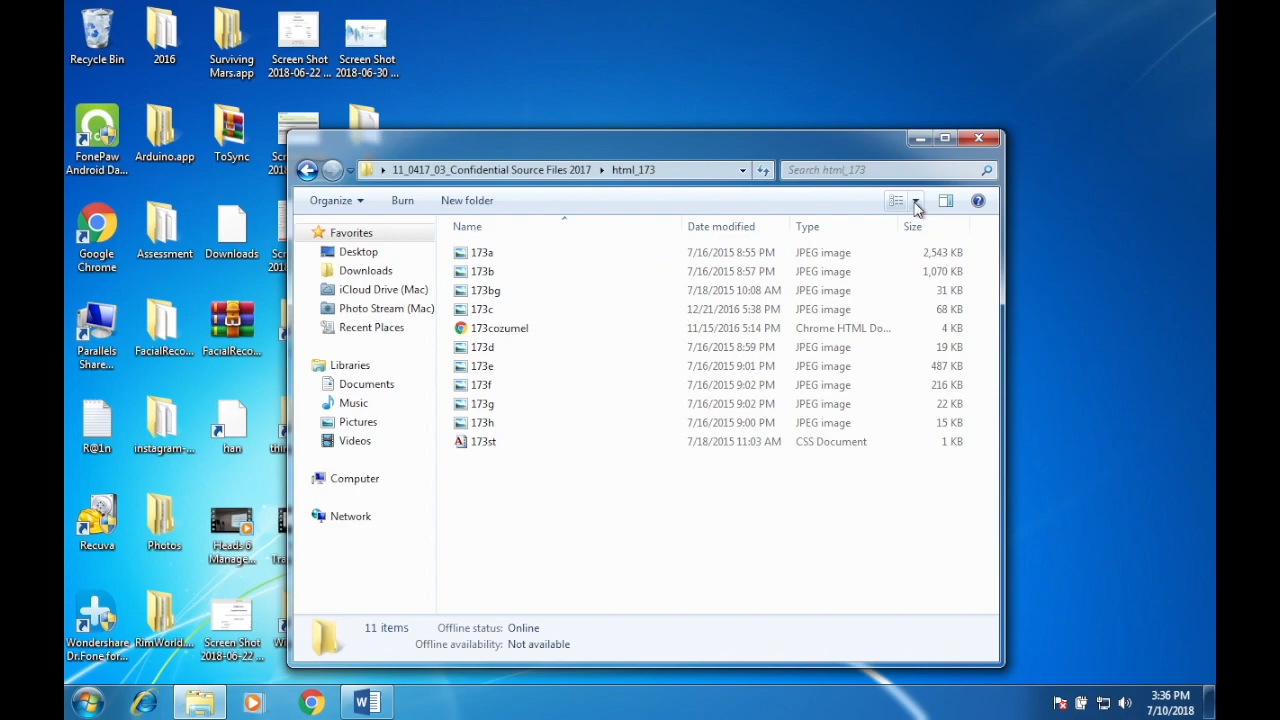 Recycle Bin
2016
Surviving
Mars.app
Screen Shot
2018-06-22 ...
Screen Shot
2018-06-30 ...
FonePaw
Android Da...
Arduino.app
ToSync
Google
Chrome
Assessment
Downloads
Parallels
Share...
FacialReco...
FacialReco...
R@1n
instagram-...
han
Recuva
Photos
Heads 6
Manage...
Wondershare
Dr.Fone for...
RimWorld....
Screen Shot
2018-06-22 ...
11_0417_03_Confidential Source Files 2017
html_173
Search html_173
Organize
Burn
New folder
Favorites
Desktop
Downloads
iCloud Drive (Mac)
Photo Stream (Mac)
Recent Places
Libraries
Documents
Music
Pictures
Videos
Computer
Network
Name Date modified Type Size
173a 7/16/2015 8:55 PM JPEG image 2,543 KB
173b 7/16/2015 8:57 PM JPEG image 1,070 KB
173bg 7/18/2015 10:08 AM JPEG image 31 KB
173c 12/21/2016 5:38 PM JPEG image 68 KB
173cozumel 11/15/2016 5:14 PM Chrome HTML Do... 4 KB
173d 7/16/2015 8:59 PM JPEG image 19 KB
173e 7/16/2015 9:01 PM JPEG image 487 KB
173f 7/16/2015 9:02 PM JPEG image 216 KB
173g 7/16/2015 9:02 PM JPEG image 22 KB
173h 7/16/2015 9:00 PM JPEG image 15 KB
173st 7/18/2015 11:03 AM CSS Document 1 KB
11 items Offline status: Online
Offline availability: Not available
3:36 PM
7/10/2018